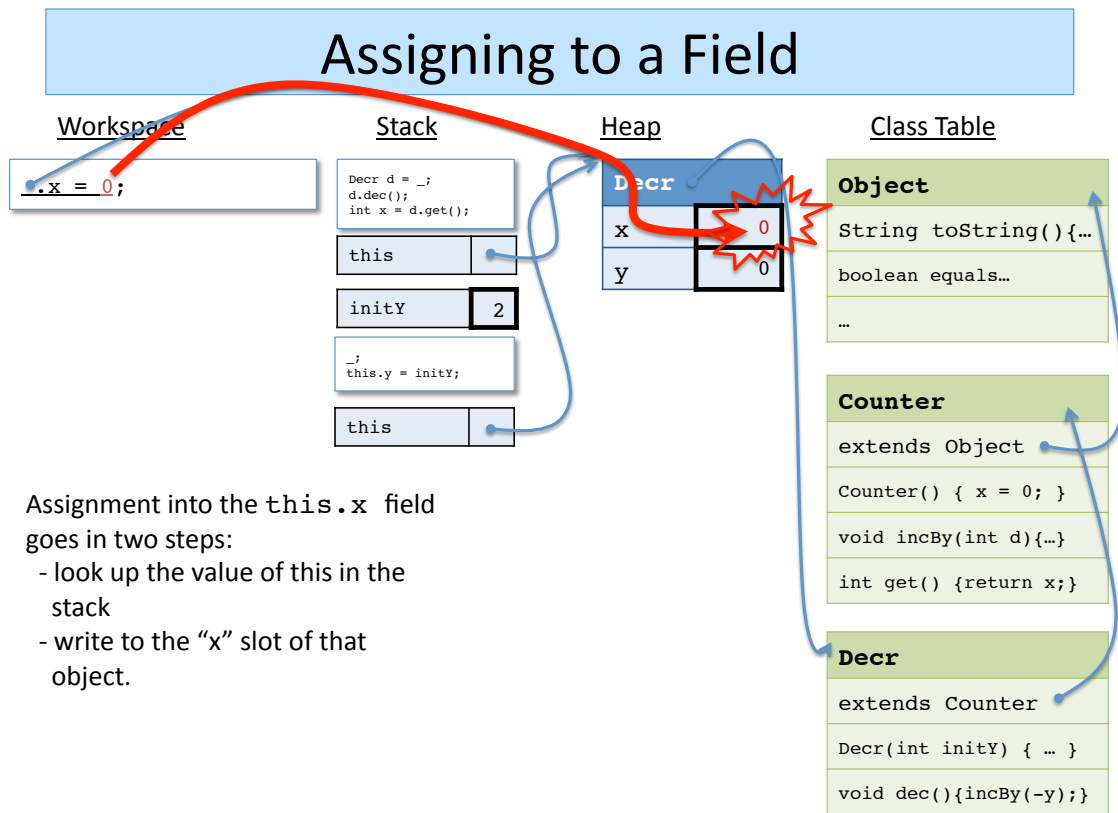 Assigning to a Field
Workspace
Stack
Heap
Class Table
.x = 0;
Decr d = _;
d.dec();
int x = d.get();
this
initY 2
_;
this.y = initY;
this
Decr
x 0
y 0
Object
String toString(){…
boolean equals…
…
Counter
extends Object
Counter() { x = 0; }
void incBy(int d){…}
int get() {return x;}
Decr
extends Counter
Decr(int initY) { … }
void dec(){incBy(-y);}
Assignment into the this.x field
goes in two steps:
- look up the value of this in the
stack
- write to the “x” slot of that
object.